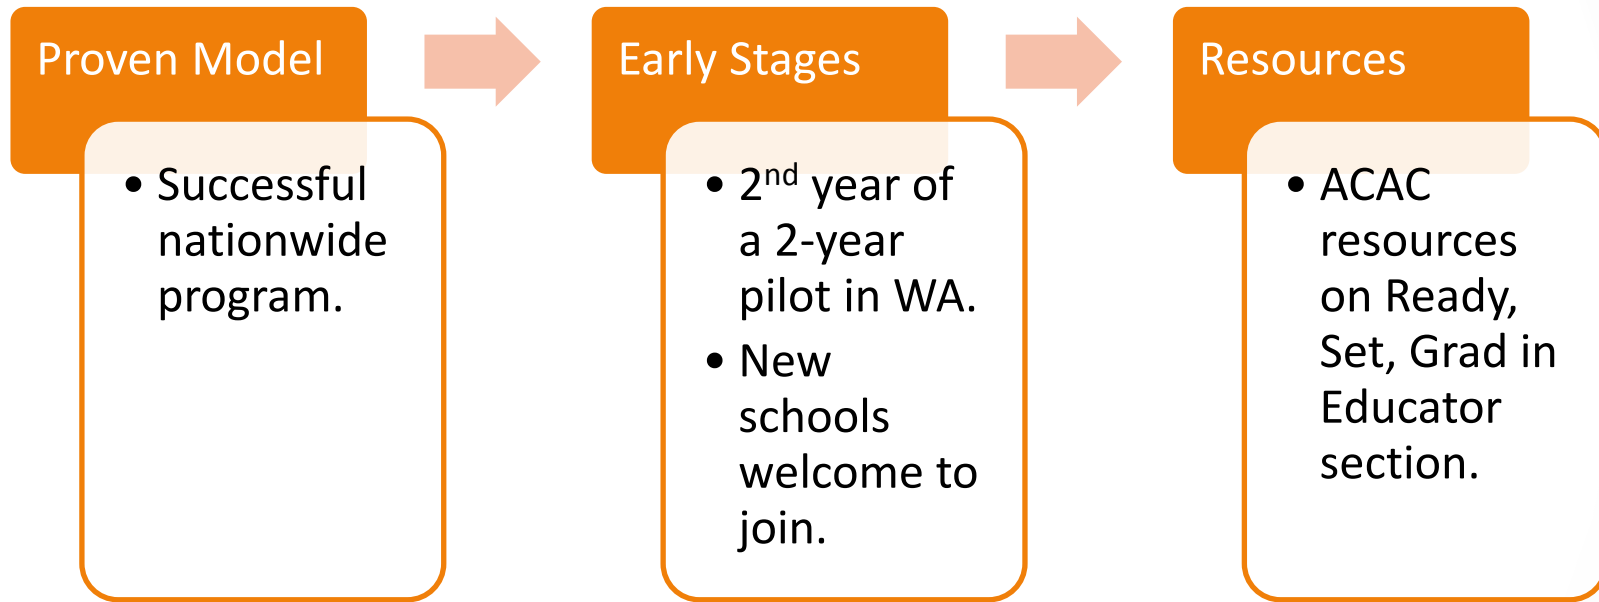 Proven Model
• Successful
nationwide
program.
Early Stages
• 2nd year of
a 2-year
pilot in WA.
• New
schools
welcome to
join.
Resources
• ACAC
resources
on Ready,
Set, Grad in
Educator
section.